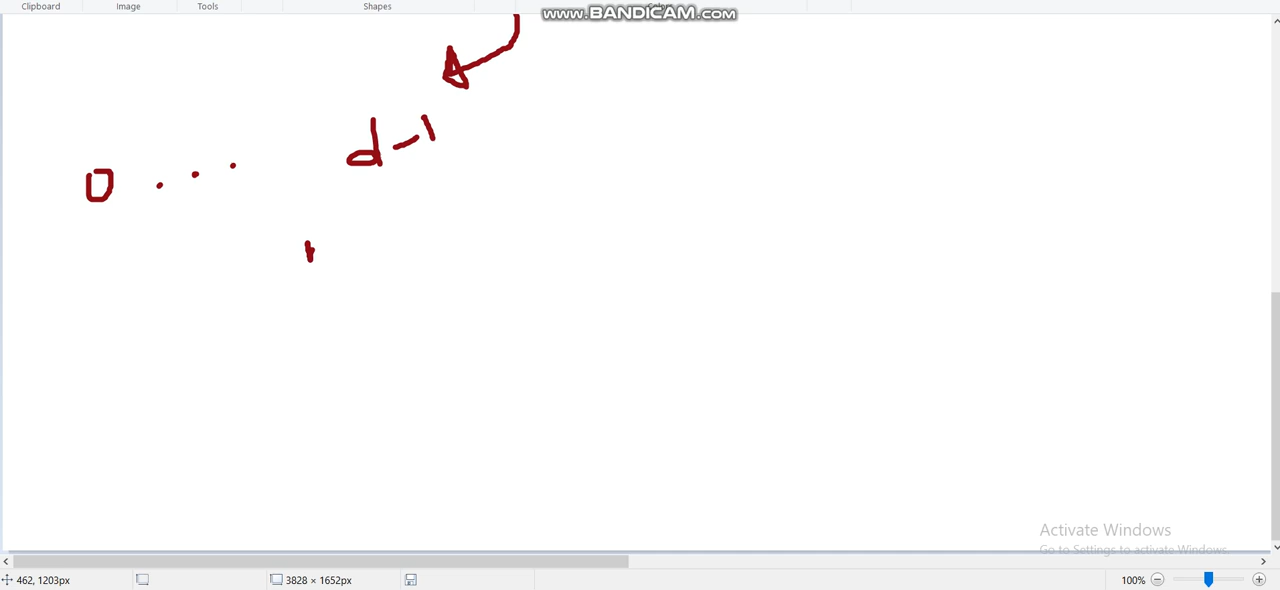 Clipboard Image Tools Shapes
www.BANDICAM.com
d-1
0 . . .
Activate Windows
Go to Settings to activate Windows.
462, 1203px 3828 × 1652px 100%